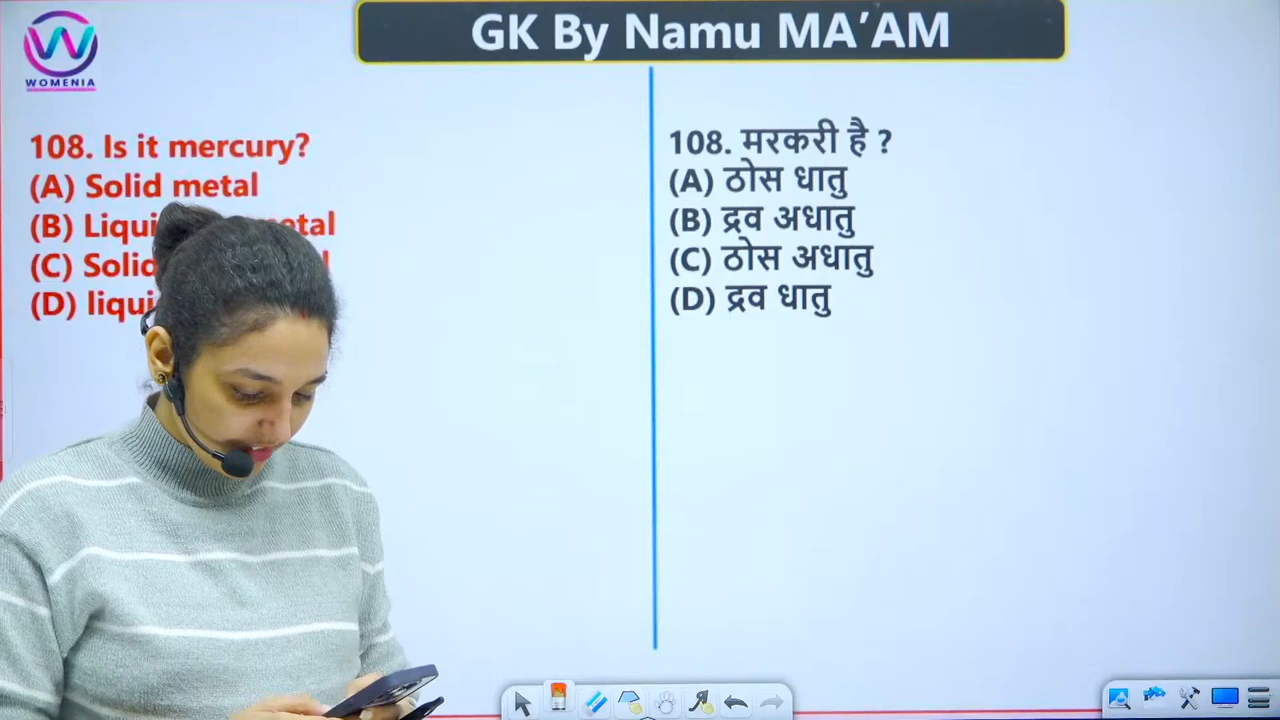 WOMENIA
GK By Namu MA’AM
108. Is it mercury?
(A) Solid metal
(B) Liqui etal
(C) Solid
(D) liqui
108. मरकरी है ?
(A) ठोस धातु
(B) द्रव अधातु
(C) ठोस अधातु
(D) द्रव धातु